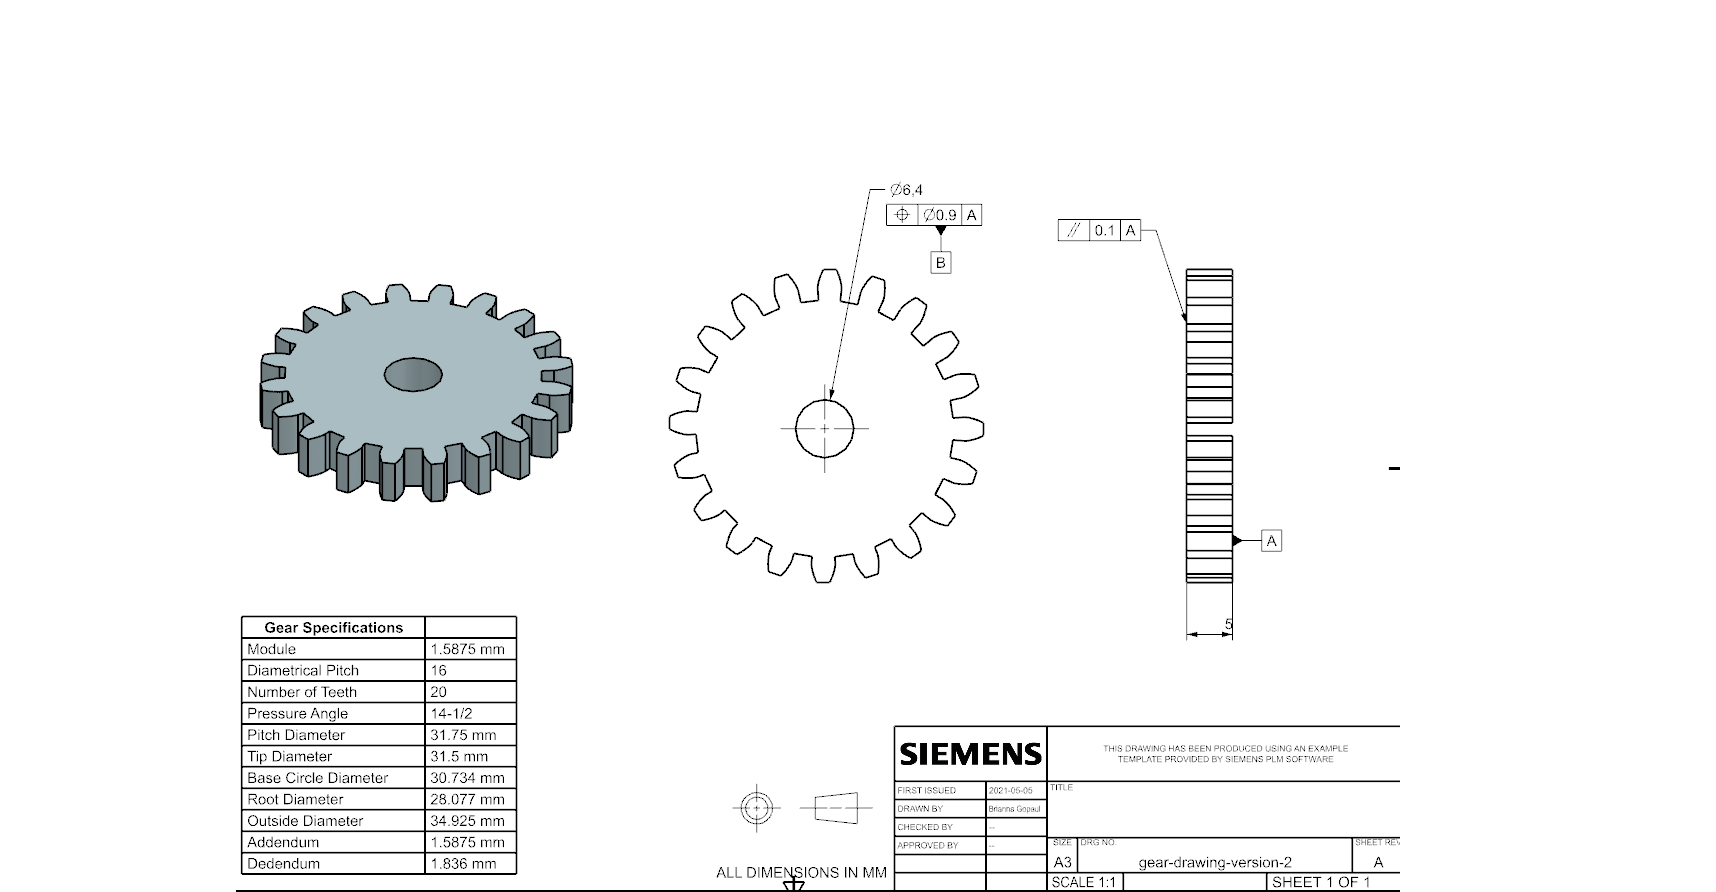 Ø6,4
⌖ Ø0.9 A
B
// 0.1 A
A
5
Gear Specifications
Module 1.5875 mm
Diametrical Pitch 16
Number of Teeth 20
Pressure Angle 14-1/2
Pitch Diameter 31.75 mm
Tip Diameter 31.5 mm
Base Circle Diameter 30.734 mm
Root Diameter 28.077 mm
Outside Diameter 34.925 mm
Addendum 1.5875 mm
Dedendum 1.836 mm
ALL DIMENSIONS IN MM
SIEMENS
THIS DRAWING HAS BEEN PRODUCED USING AN EXAMPLE
TEMPLATE PROVIDED BY SIEMENS PLM SOFTWARE
FIRST ISSUED 2021-05-05
TITLE
DRAWN BY Brianna Gopaul
CHECKED BY --
APPROVED BY --
SIZE DRG NO. SHEET REV
A3 gear-drawing-version-2 A
SCALE 1:1 SHEET 1 OF 1